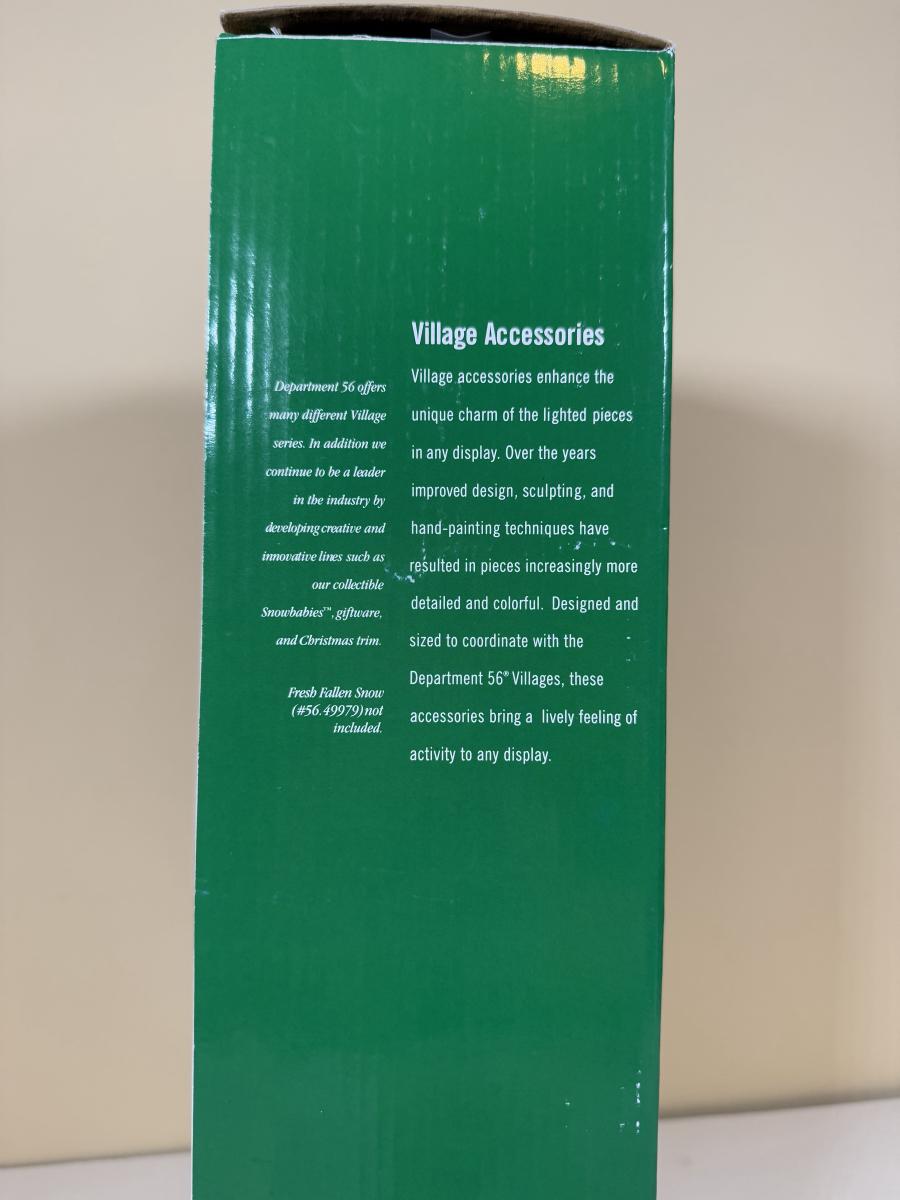 Village Accessories
Village accessories enhance the
unique charm of the lighted pieces
in any display. Over the years
improved design, sculpting, and
hand-painting techniques have
resulted in pieces increasingly more
detailed and colorful. Designed and
sized to coordinate with the
Department 56® Villages, these
accessories bring a lively feeling of
activity to any display.
Department 56 offers
many different Village
series. In addition we
continue to be a leader
in the industry by
developing creative and
innovative lines such as
our collectible
Snowbabies™, giftware,
and Christmas trim.
Fresh Fallen Snow
(#56.49979) not
included.